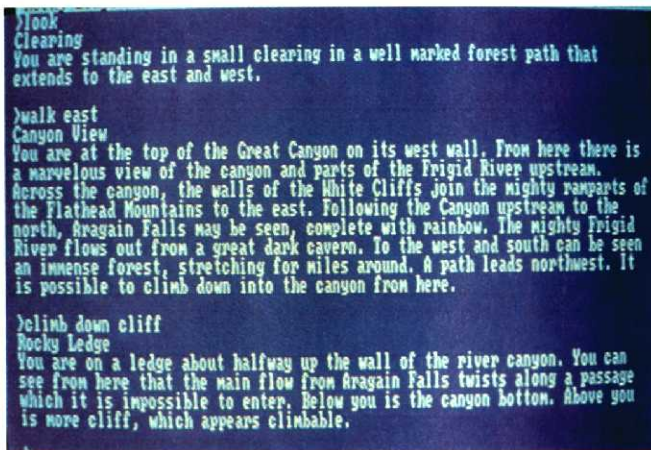 >look
Clearing
You are standing in a small clearing in a well marked forest path that
extends to the east and west.
>walk east
Canyon View
You are at the top of the Great Canyon on its west wall. From here there is
a marvelous view of the canyon and parts of the Frigid River upstream.
Across the canyon, the walls of the White Cliffs join the mighty ramparts of
the Flathead Mountains to the east. Following the Canyon upstream to the
north, Aragain Falls may be seen, complete with rainbow. The mighty Frigid
River flows out from a great dark cavern. To the west and south can be seen
an immense forest, stretching for miles around. A path leads northwest. It
is possible to climb down into the canyon from here.
>climb down cliff
Rocky Ledge
You are on a ledge about halfway up the wall of the river canyon. You can
see from here that the main flow from Aragain Falls twists along a passage
which it is impossible to enter. Below you is the canyon bottom. Above you
is more cliff, which appears climbable.